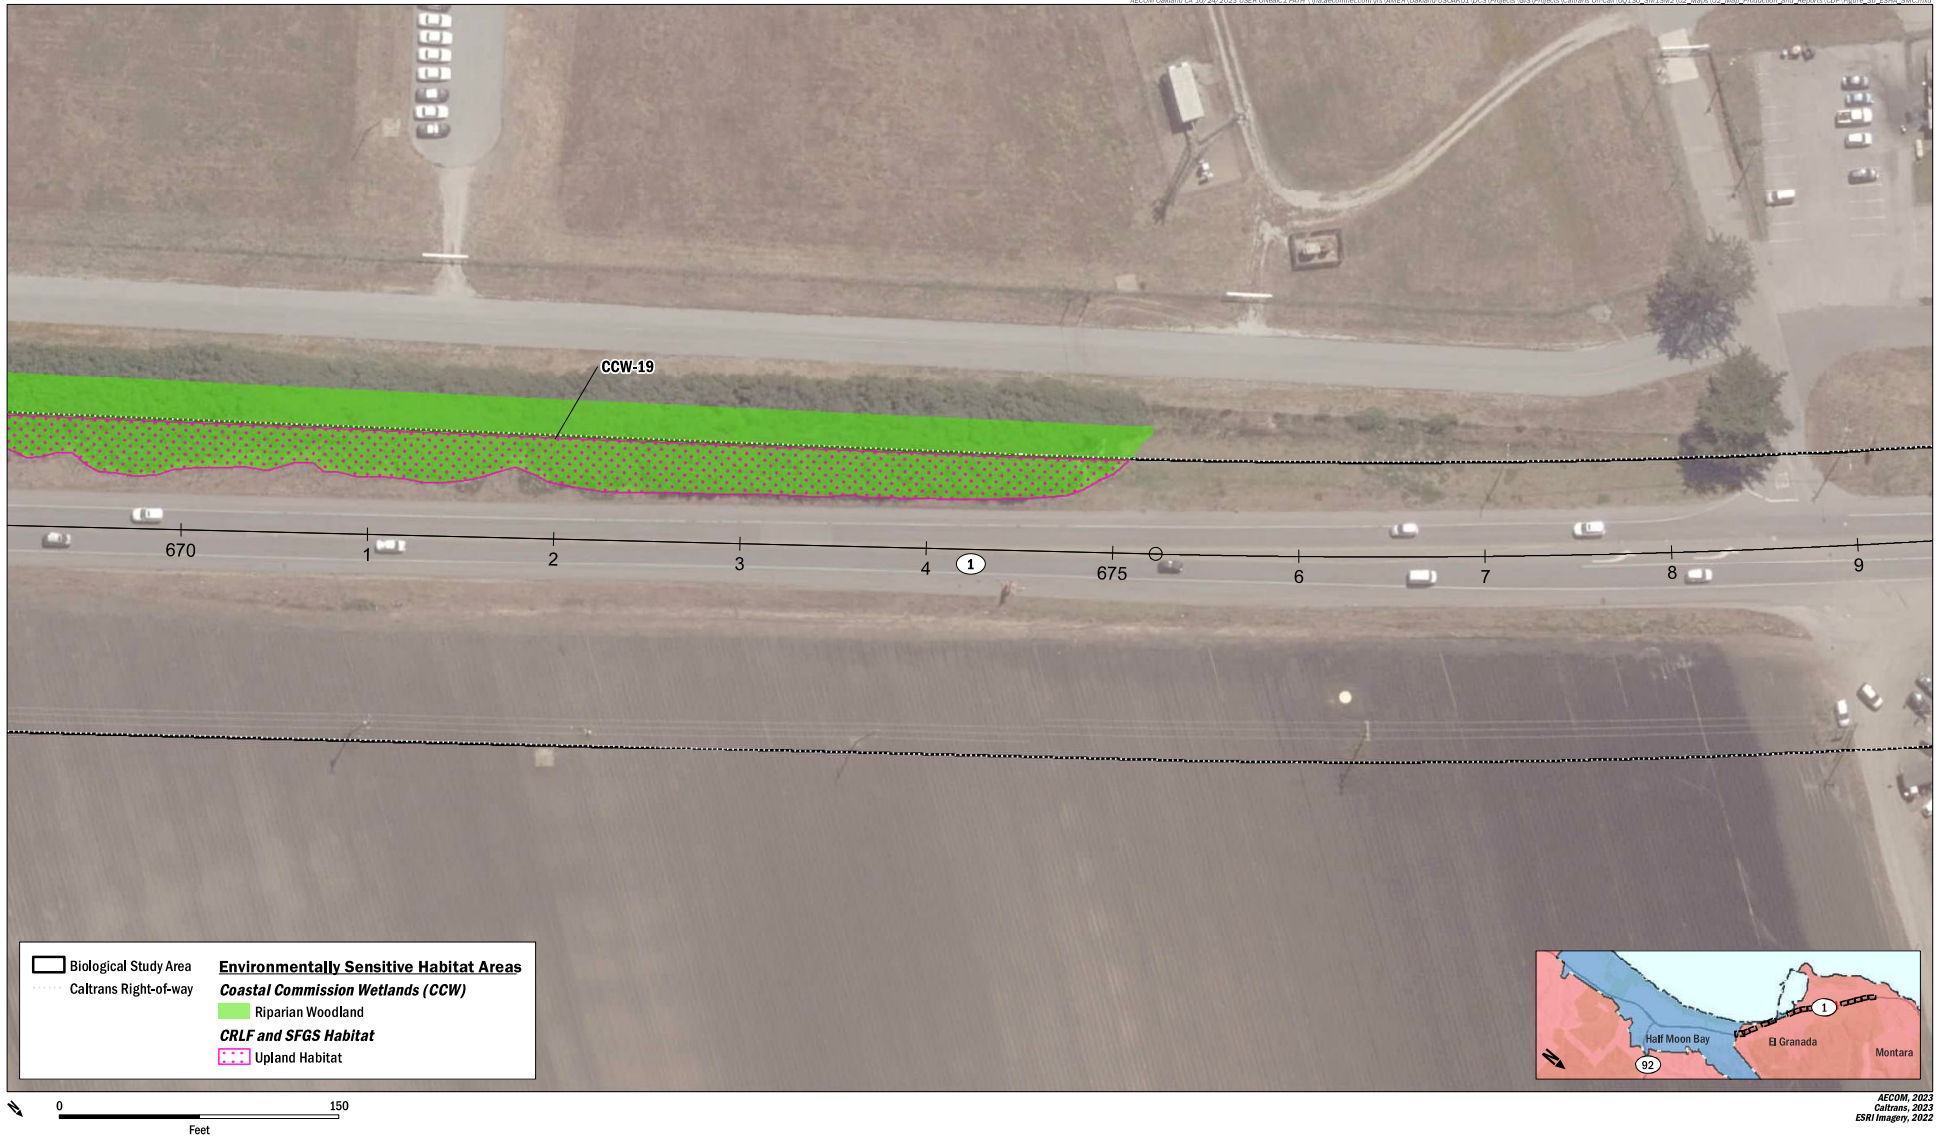 CCW-19
670
1
2
3
4
1
675
6
7
8
9
Biological Study Area
Caltrans Right-of-way
Environmentally Sensitive Habitat Areas
Coastal Commission Wetlands (CCW)
Riparian Woodland
CRLF and SFGS Habitat
Upland Habitat
1
Half Moon Bay
El Granada
Montara
92
N
N
0
150
Feet
AECOM, 2023
Caltrans, 2023
ESRI Imagery, 2022